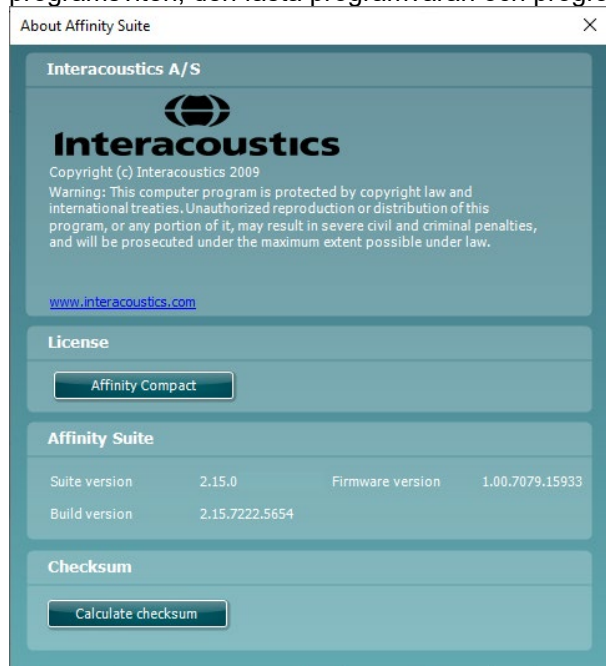 About Affinity Suite
Interacoustics A/S
Interacoustics
Copyright (c) Interacoustics 2009
Warning: This computer program is protected by copyright law and
international treaties. Unauthorized reproduction or distribution of this
program, or any portion of it, may result in severe civil and criminal penalties,
and will be prosecuted under the maximum extent possible under law.
www.interacoustics.com
License
Affinity Compact
Affinity Suite
Suite version 2.15.0 Firmware version 1.00.7079.15933
Build version 2.15.7222.5654
Checksum
Calculate checksum